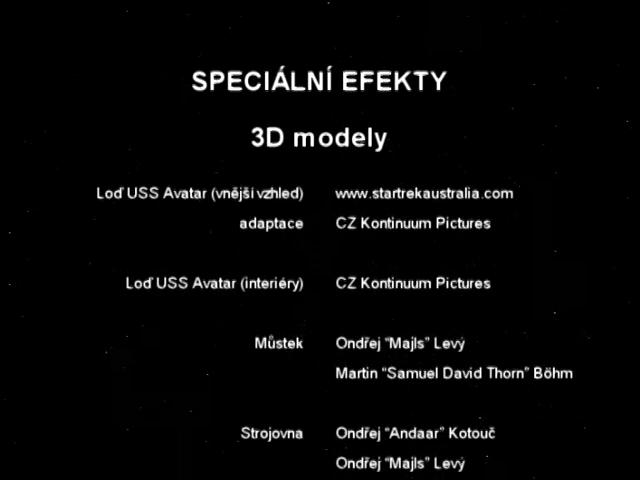 SPECIÁLNÍ EFEKTY
3D modely
Loď USS Avatar (vnější vzhled) www.startrekaustralia.com
adaptace CZ Kontinuum Pictures
Loď USS Avatar (interiéry) CZ Kontinuum Pictures
Můstek Ondřej “Majls” Levý
Martin “Samuel David Thorn” Böhm
Strojovna Ondřej “Andaar” Kotouč
Ondřej “Majls” Levý